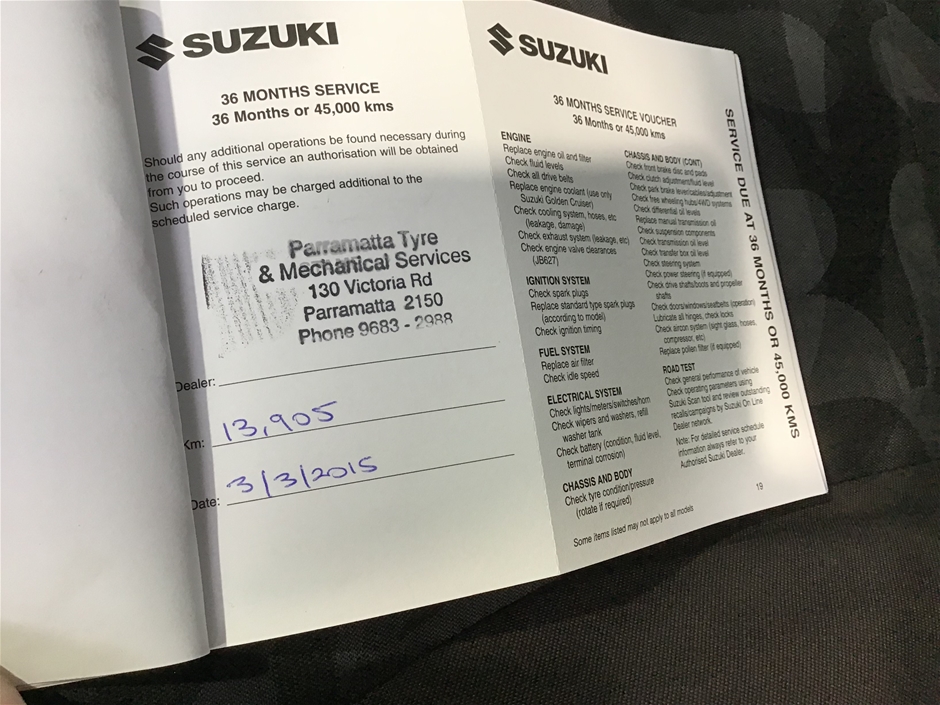 SUZUKI
36 MONTHS SERVICE
36 Months or 45,000 kms
Should any additional operations be found necessary during
the course of this service an authorisation will be obtained
from you to proceed.
Such operations may be charged additional to the
scheduled service charge.
Parramatta Tyre
& Mechanical Services
130 Victoria Rd
Parramatta 2150
Phone 9683 - 2988
Dealer:
Km: 13,905
Date: 3/3/2015
SUZUKI
36 MONTHS SERVICE VOUCHER
36 Months or 45,000 kms
ENGINE
Replace engine oil and filter
Check fluid levels
Check all drive belts
Replace engine coolant (use only
Suzuki Golden Cruiser)
Check cooling system, hoses, etc
(leakage, damage)
Check exhaust system (leakage, etc)
Check engine valve clearances
(JB627)
IGNITION SYSTEM
Check spark plugs
Replace standard type spark plugs
(according to model)
Check ignition timing
FUEL SYSTEM
Replace air filter
Check idle speed
ELECTRICAL SYSTEM
Check lights/meters/switches/horn
Check wipers and washers, refill
washer tank
Check battery (condition, fluid level,
terminal corrosion)
CHASSIS AND BODY
Check tyre condition/pressure
(rotate if required)
CHASSIS AND BODY (CONT)
Check front brake disc and pads
Check clutch adjustment/fluid level
Check park brake lever/cables/adjustment
Check free wheeling hubs/4WD systems
Check differential oil levels
Replace manual transmission oil
Check suspension components
Check transmission oil level
Check transfer box oil level
Check steering system
Check power steering (if equipped)
Check drive shafts/boots and propeller
shafts
Check doors/windows/seatbelts (operation)
Lubricate all hinges, check locks
Check aircon system (sight glass, hoses,
compressor, etc)
Replace pollen filter (if equipped)
ROAD TEST
Check general performance of vehicle
Check operating parameters using
Suzuki Scan tool and review outstanding
recalls/campaigns by Suzuki On Line
Dealer network.
Note: For detailed service schedule
information always refer to your
Authorised Suzuki Dealer.
19
Some items listed may not apply to all models
SERVICE DUE AT 36 MONTHS OR 45,000 KMS